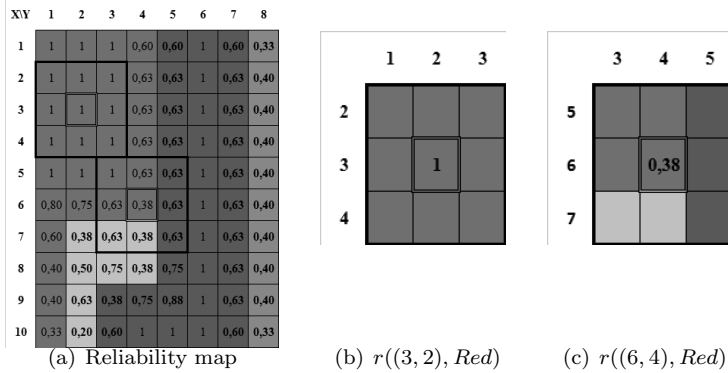 X\Y 1 2 3 4 5 6 7 8
1 1 1 1 0,60 0,60 1 0,60 0,33
2 1 1 1 0,63 0,63 1 0,63 0,40
3 1 1 1 0,63 0,63 1 0,63 0,40
4 1 1 1 0,63 0,63 1 0,63 0,40
5 1 1 1 0,63 0,63 1 0,63 0,40
6 0,80 0,75 0,63 0,38 0,63 1 0,63 0,40
7 0,60 0,38 0,63 0,38 0,63 1 0,63 0,40
8 0,40 0,50 0,75 0,38 0,75 1 0,63 0,40
9 0,40 0,63 0,38 0,75 0,88 1 0,63 0,40
10 0,33 0,20 0,60 1 1 1 0,60 0,33
(a) Reliability map
1 2 3
2
3 1
4
(b) r((3, 2), Red)
3 4 5
5
6 0,38
7
(c) r((6, 4), Red)